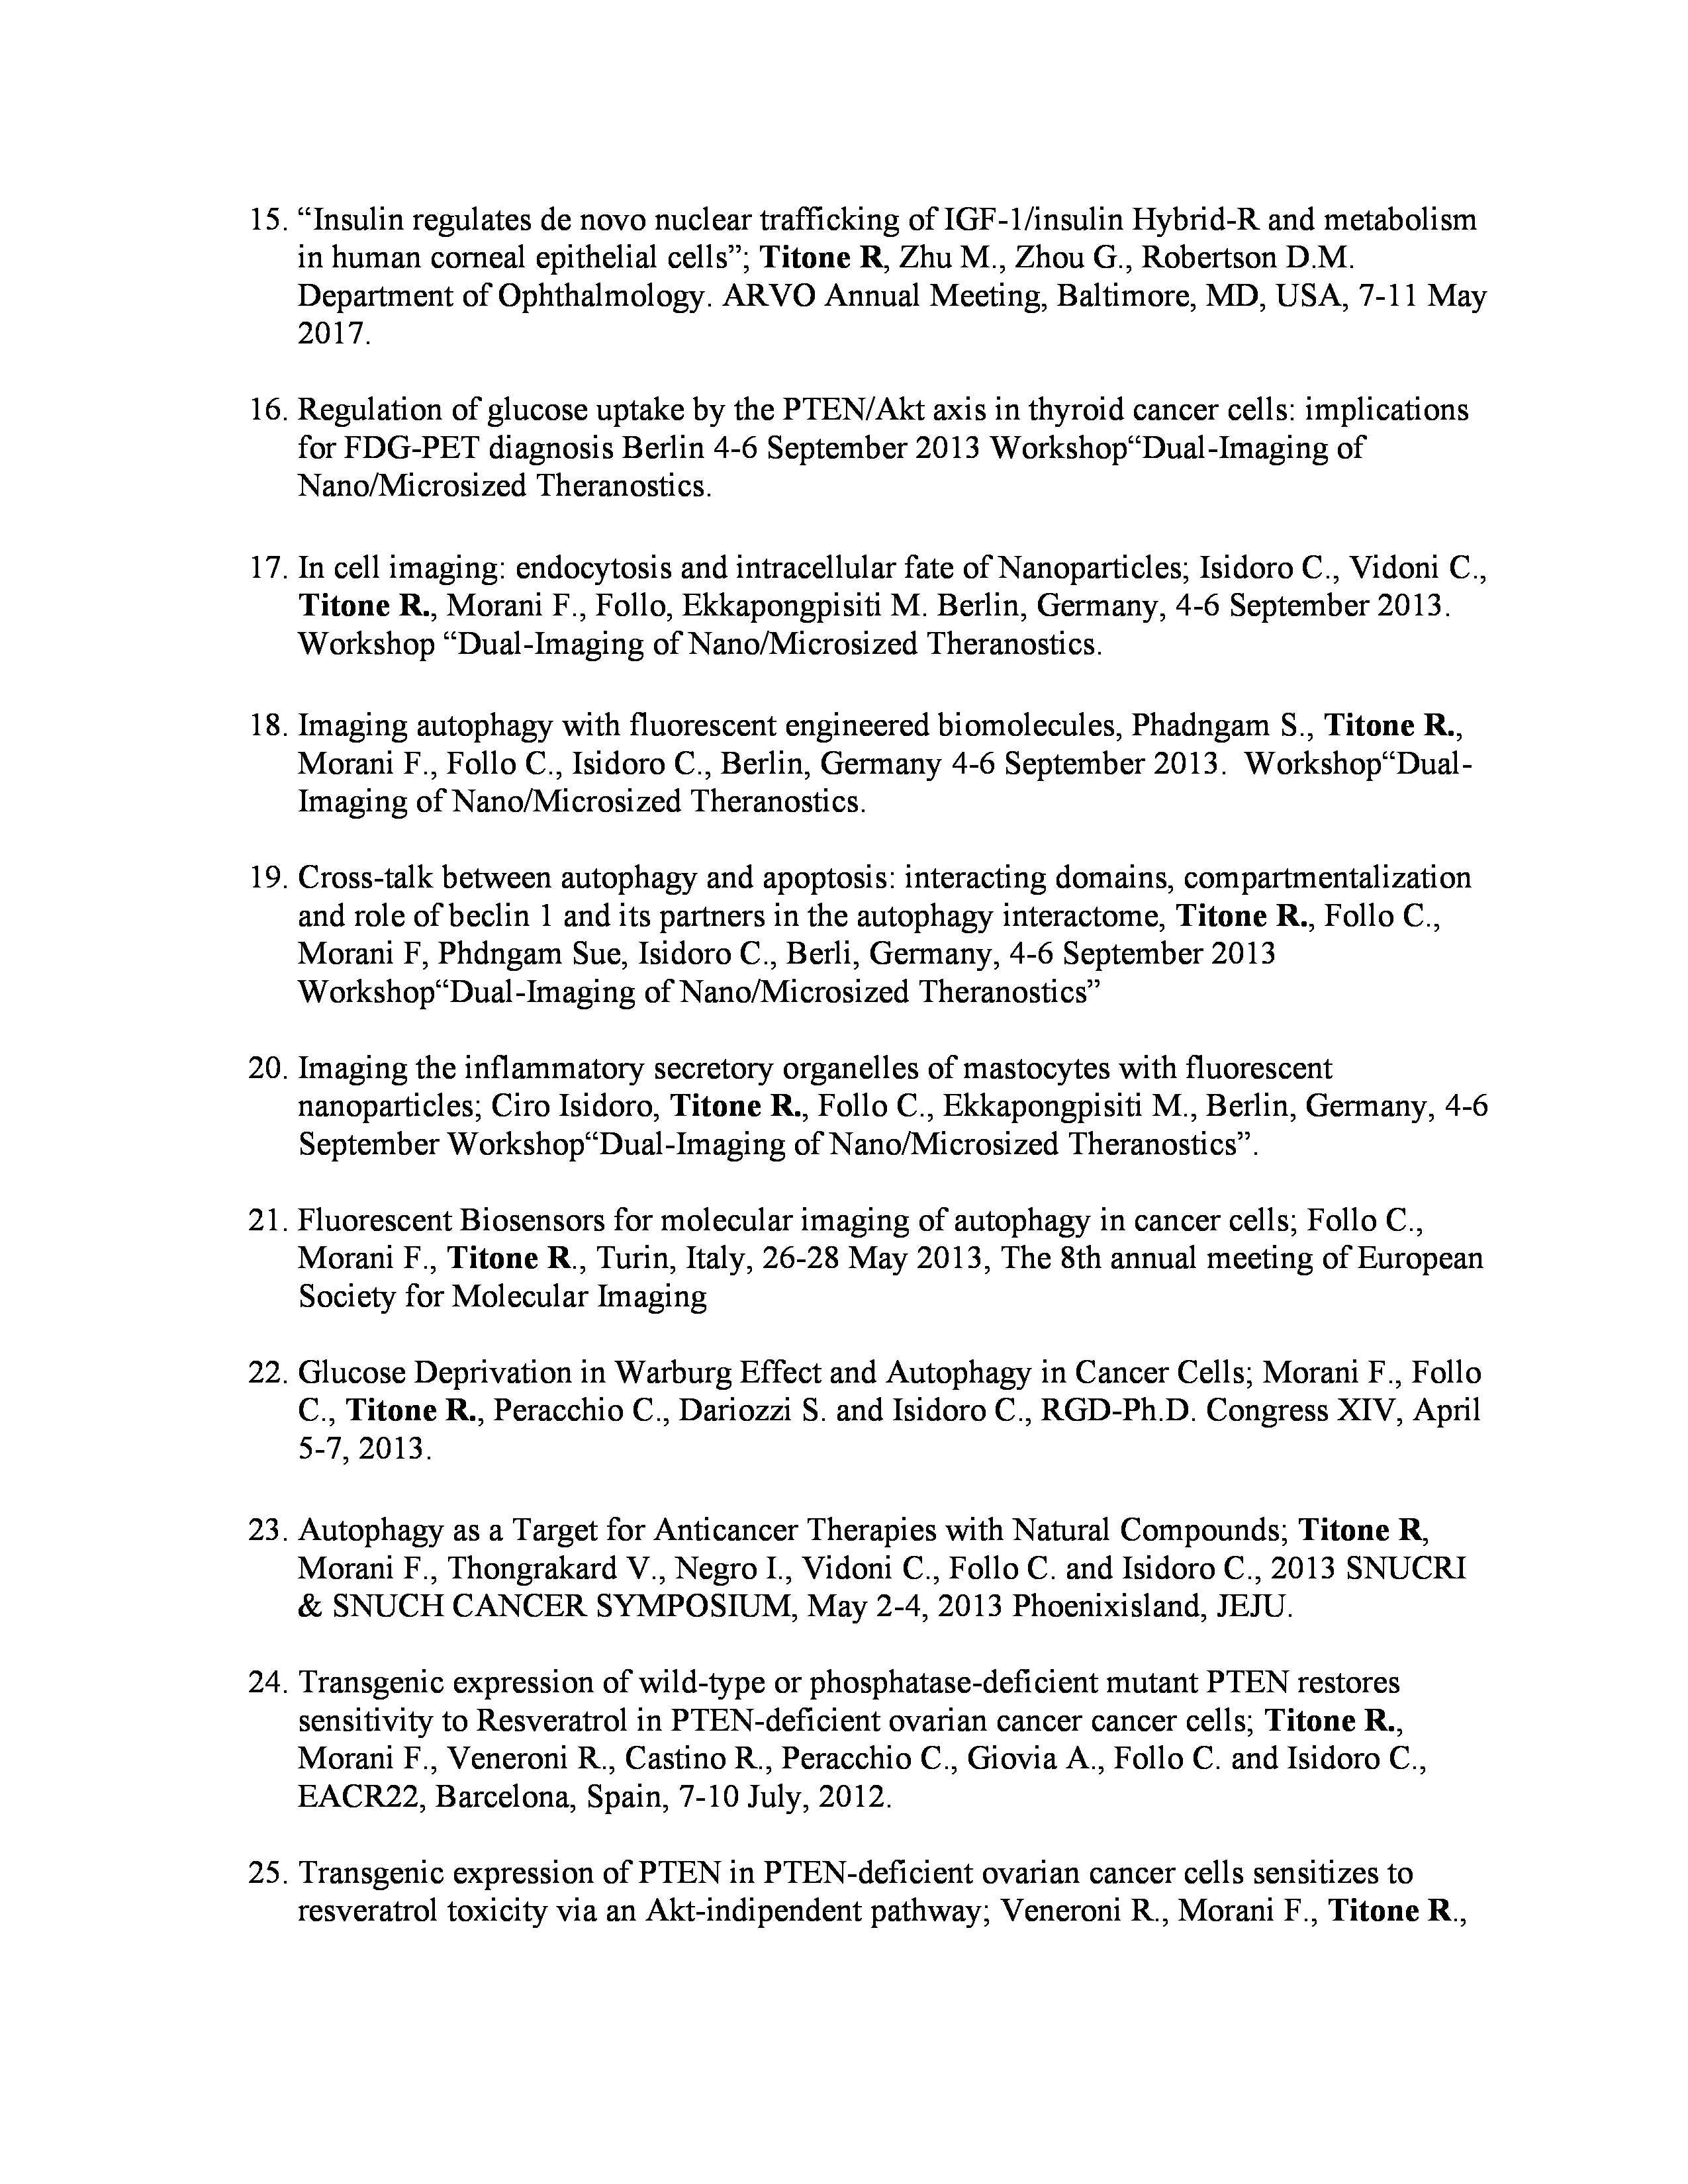 15. “Insulin regulates de novo nuclear trafficking of IGF-1/insulin Hybrid-R and metabolism
in human corneal epithelial cells”; Titone R, Zhu M., Zhou G., Robertson D.M.
Department of Ophthalmology. ARVO Annual Meeting, Baltimore, MD, USA, 7-11 May
2017.
16. Regulation of glucose uptake by the PTEN/Akt axis in thyroid cancer cells: implications
for FDG-PET diagnosis Berlin 4-6 September 2013 Workshop“Dual-Imaging of
Nano/Microsized Theranostics.
17. In cell imaging: endocytosis and intracellular fate of Nanoparticles; Isidoro C., Vidoni C.,
Titone R., Morani F., Follo, Ekkapongpisiti M. Berlin, Germany, 4-6 September 2013.
Workshop “Dual-Imaging of Nano/Microsized Theranostics.
18. Imaging autophagy with fluorescent engineered biomolecules, Phadngam S., Titone R.,
Morani F., Follo C., Isidoro C., Berlin, Germany 4-6 September 2013.  Workshop“Dual-
Imaging of Nano/Microsized Theranostics.
19. Cross-talk between autophagy and apoptosis: interacting domains, compartmentalization
and role of beclin 1 and its partners in the autophagy interactome, Titone R., Follo C.,
Morani F, Phdngam Sue, Isidoro C., Berli, Germany, 4-6 September 2013
Workshop“Dual-Imaging of Nano/Microsized Theranostics”
20. Imaging the inflammatory secretory organelles of mastocytes with fluorescent
nanoparticles; Ciro Isidoro, Titone R., Follo C., Ekkapongpisiti M., Berlin, Germany, 4-6
September Workshop“Dual-Imaging of Nano/Microsized Theranostics”.
21. Fluorescent Biosensors for molecular imaging of autophagy in cancer cells; Follo C.,
Morani F., Titone R., Turin, Italy, 26-28 May 2013, The 8th annual meeting of European
Society for Molecular Imaging
22. Glucose Deprivation in Warburg Effect and Autophagy in Cancer Cells; Morani F., Follo
C., Titone R., Peracchio C., Dariozzi S. and Isidoro C., RGD-Ph.D. Congress XIV, April
5-7, 2013.
23. Autophagy as a Target for Anticancer Therapies with Natural Compounds; Titone R,
Morani F., Thongrakard V., Negro I., Vidoni C., Follo C. and Isidoro C., 2013 SNUCRI
& SNUCH CANCER SYMPOSIUM, May 2-4, 2013 Phoenixisland, JEJU.
24. Transgenic expression of wild-type or phosphatase-deficient mutant PTEN restores
sensitivity to Resveratrol in PTEN-deficient ovarian cancer cancer cells; Titone R.,
Morani F., Veneroni R., Castino R., Peracchio C., Giovia A., Follo C. and Isidoro C.,
EACR22, Barcelona, Spain, 7-10 July, 2012.
25. Transgenic expression of PTEN in PTEN-deficient ovarian cancer cells sensitizes to
resveratrol toxicity via an Akt-indipendent pathway; Veneroni R., Morani F., Titone R.,